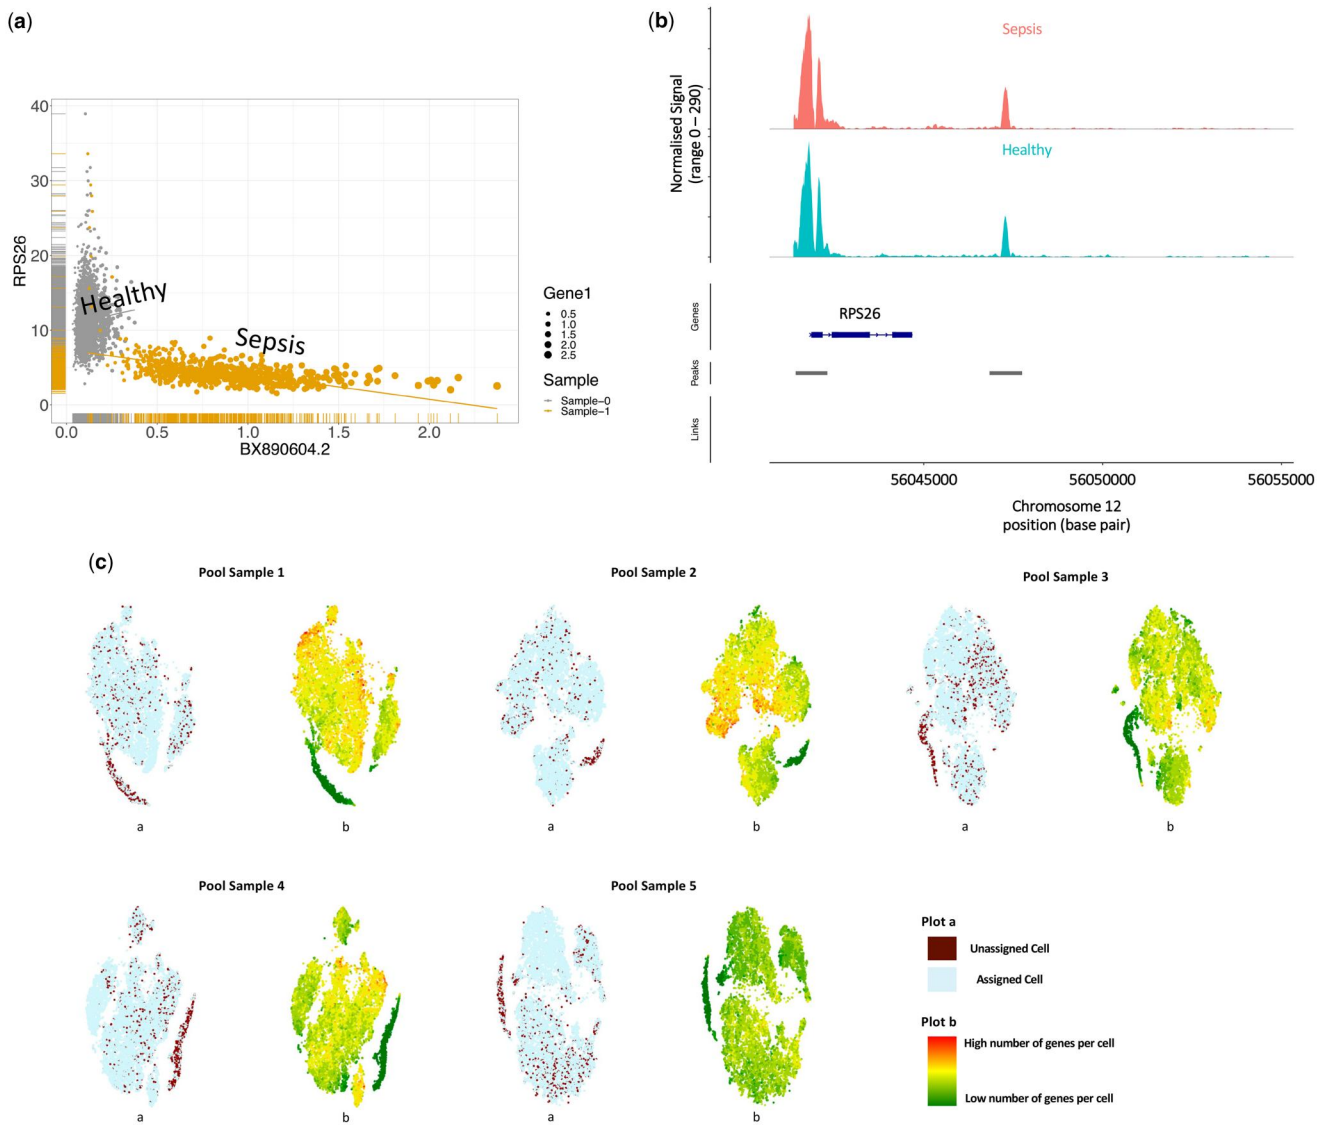 (a)
40
30
20
10
0
RPS26
Healthy
Sepsis
0.0 0.5 1.0 1.5 2.0
BX890604.2
Gene1
0.5
1.0
1.5
2.0
2.5
Sample
Sample-0
Sample-1
(b)
Normalised Signal
(range 0 – 290)
Sepsis
Healthy
Genes
RPS26
Peaks
Links
56045000 56050000 56055000
Chromosome 12
position (base pair)
(c)
Pool Sample 1 Pool Sample 2 Pool Sample 3
a b a b a b
Pool Sample 4 Pool Sample 5
a b a b
Plot a
Unassigned Cell
Assigned Cell
Plot b
High number of genes per cell
Low number of genes per cell